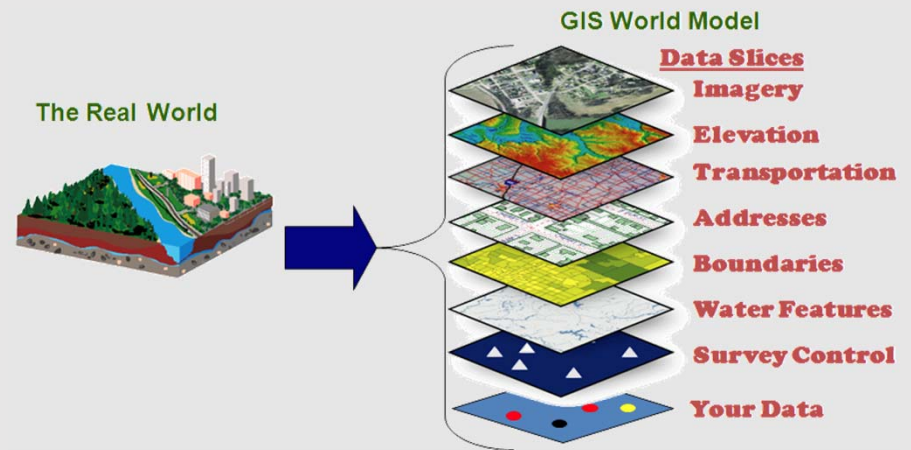 GIS World Model
The Real World
Data Slices
Imagery
Elevation
Transportation
Addresses
Boundaries
Water Features
Survey Control
Your Data